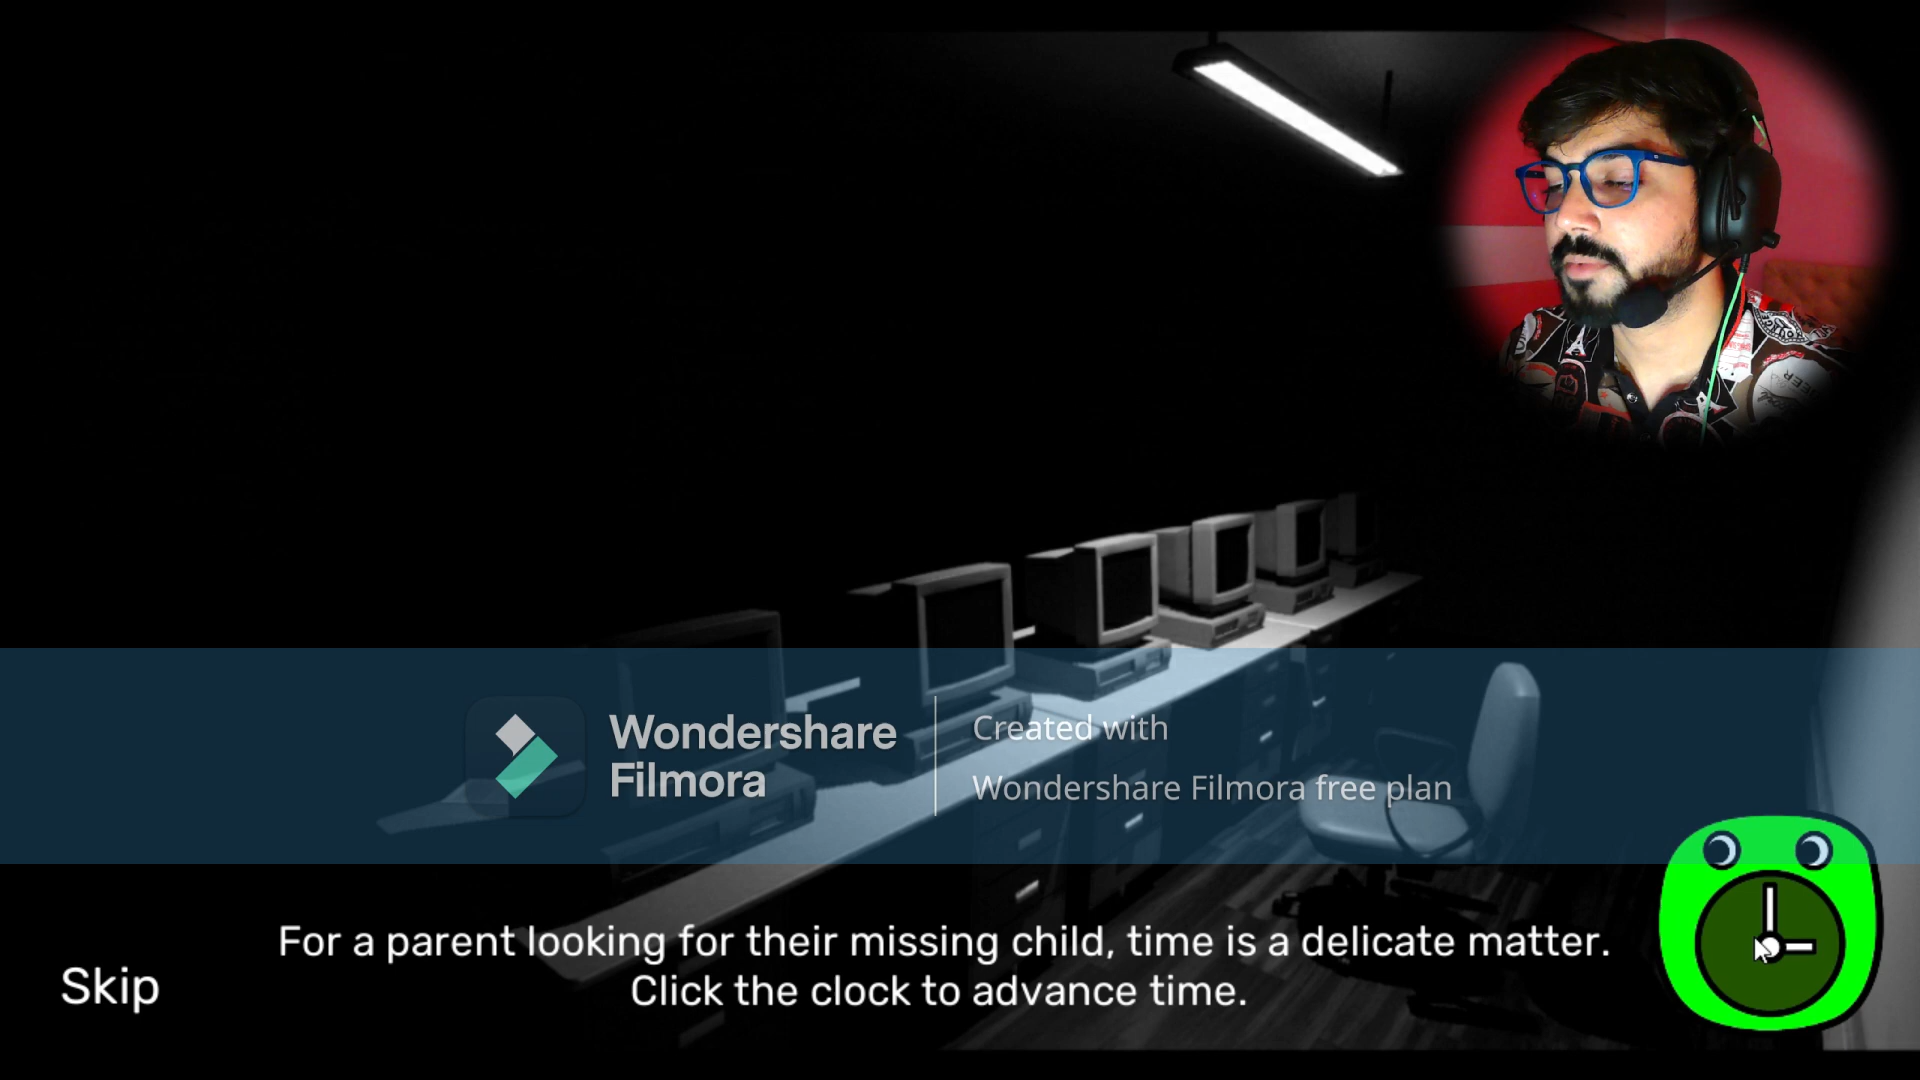 Wondershare
Filmora
Created with
Wondershare Filmora free plan
For a parent looking for their missing child, time is a delicate matter.
Click the clock to advance time.
Skip